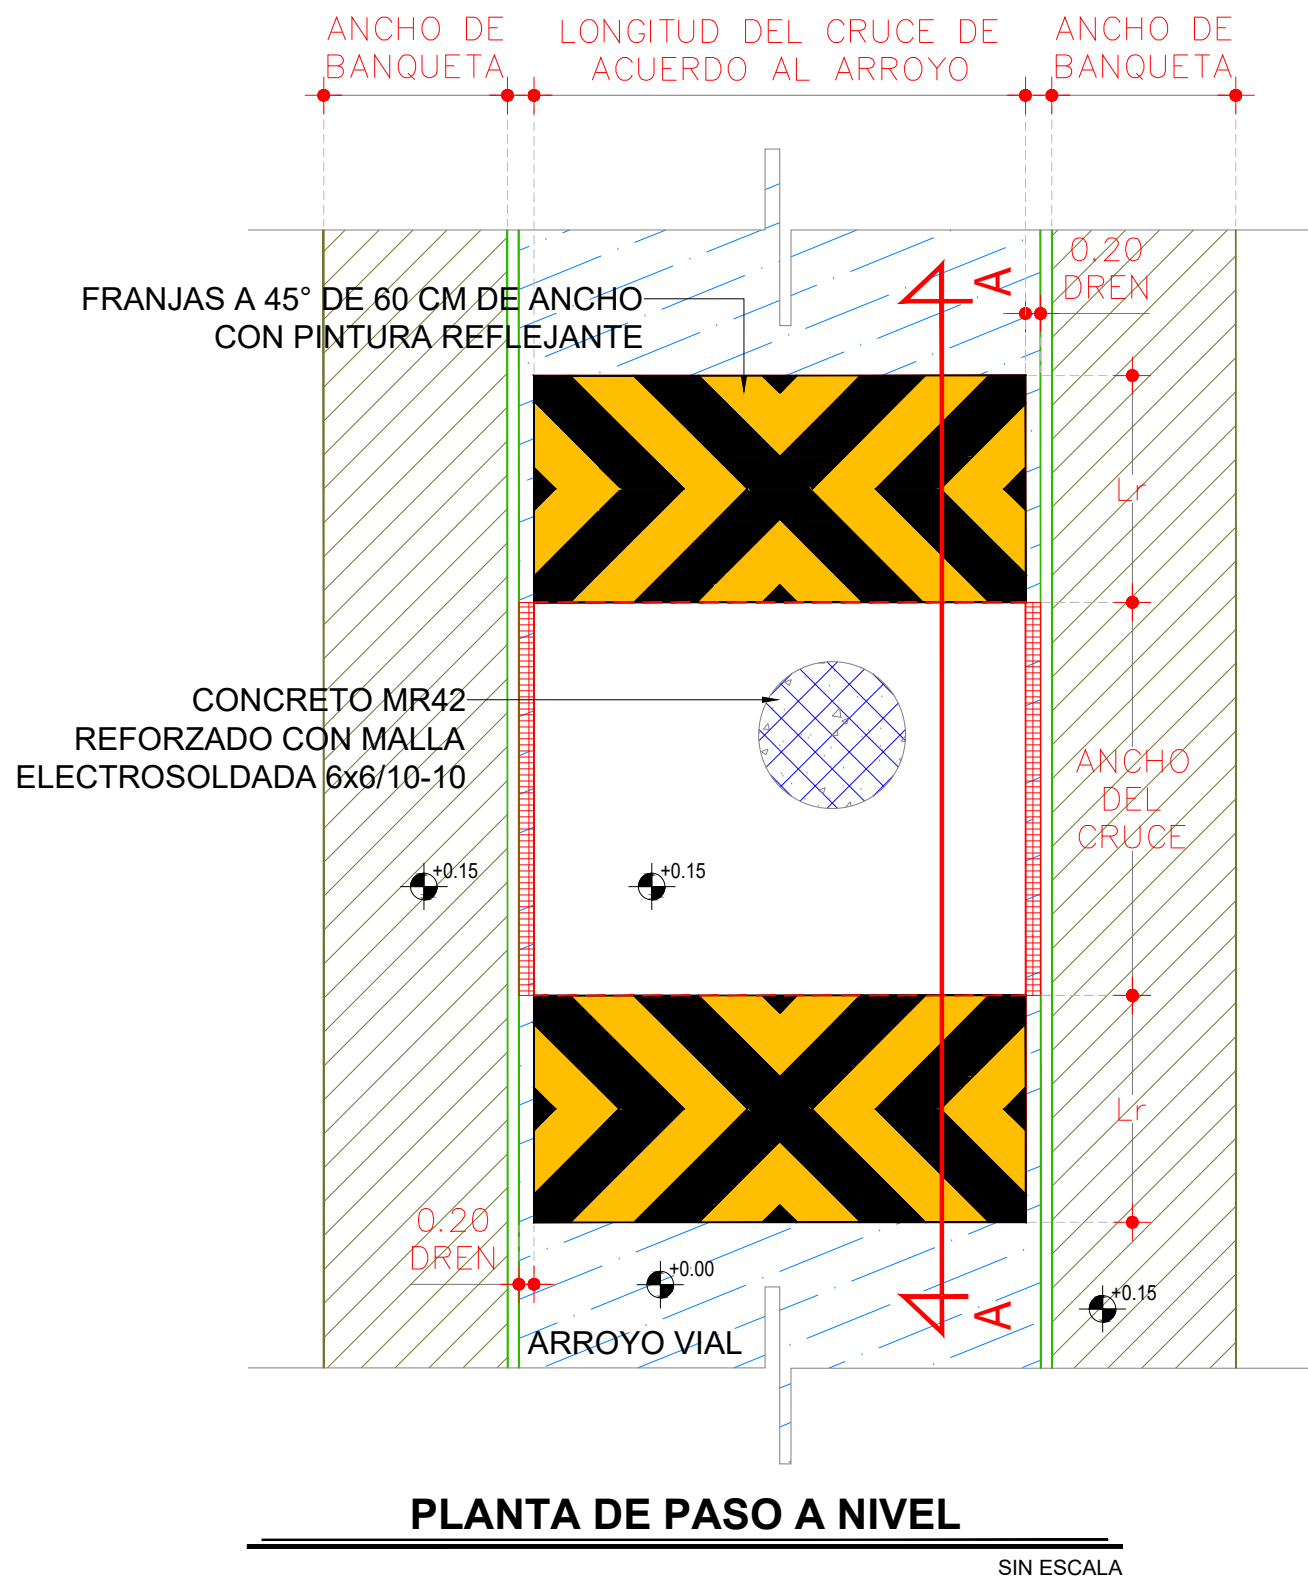 ANCHO DE
BANQUETA
LONGITUD DEL CRUCE DE
ACUERDO AL ARROYO
ANCHO DE
BANQUETA
0.20
DREN
A
FRANJAS A 45° DE 60 CM DE ANCHO
CON PINTURA REFLEJANTE
Lr
CONCRETO MR42
REFORZADO CON MALLA
ELECTROSOLDADA 6x6/10-10
ANCHO
DEL
CRUCE
+0.15
+0.15
Lr
0.20
DREN
+0.00
+0.15
A
ARROYO VIAL
PLANTA DE PASO A NIVEL
SIN ESCALA